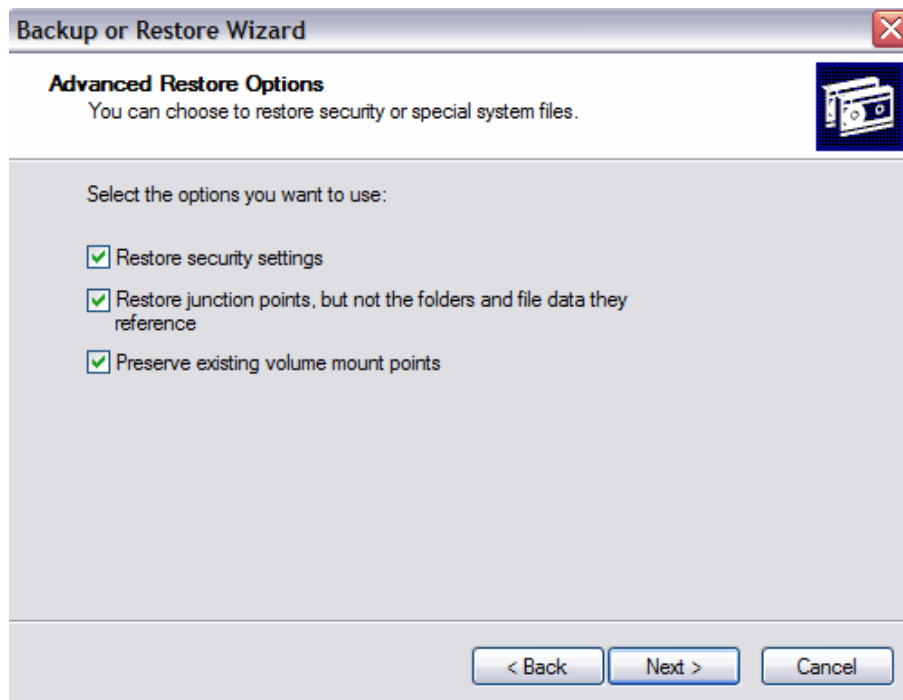 Backup or Restore Wizard
Advanced Restore Options
You can choose to restore security or special system files.
Select the options you want to use:
Restore security settings
Restore junction points, but not the folders and file data they
reference
Preserve existing volume mount points
< Back Next > Cancel